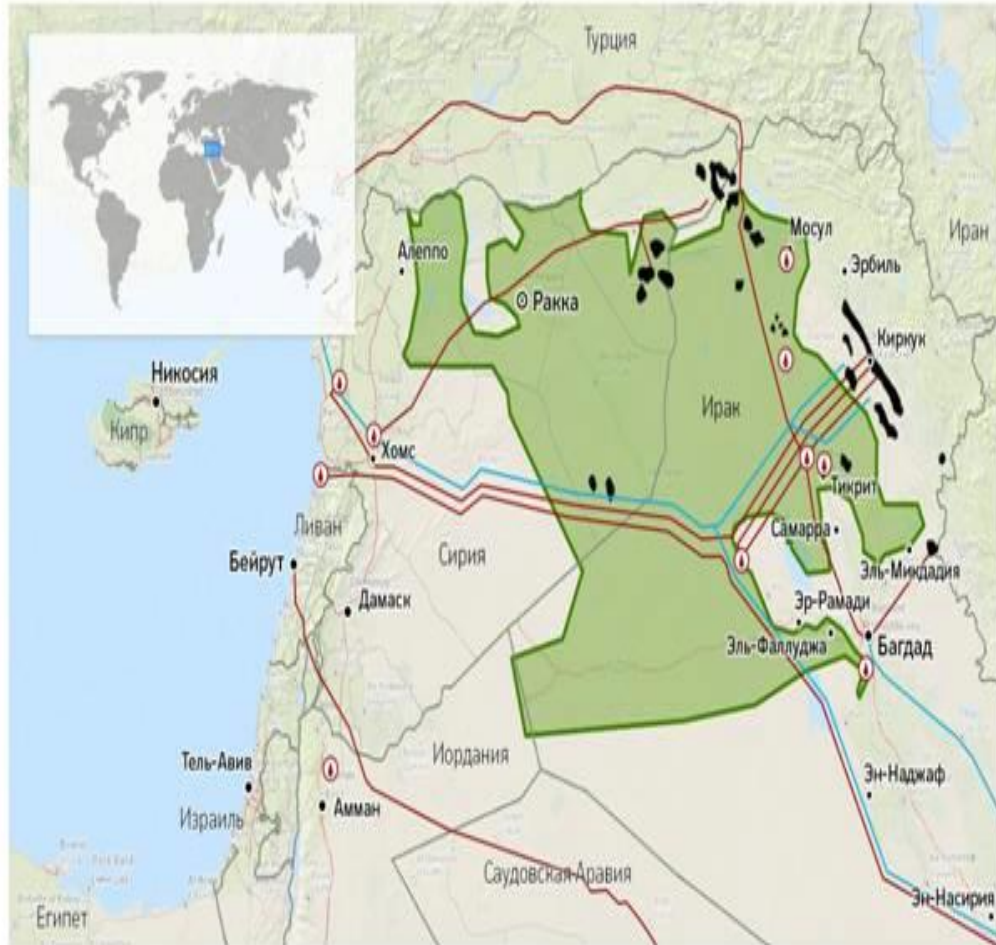 Турция
Иран
Мосул
Алеппо
Эрбиль
Ракка
Киркук
Никосия
Ирак
Кипр
Хомс
Тикрит
Ливан
Самарра
Сирия
Бейрут
Эль-Микдадия
Дамаск
Эр-Рамади
Эль-Фаллуджа
Багдад
Иордания
Тель-Авив
Эн-Наджаф
Амман
Израиль
Саудовская Аравия
Эн-Насирия
Египет